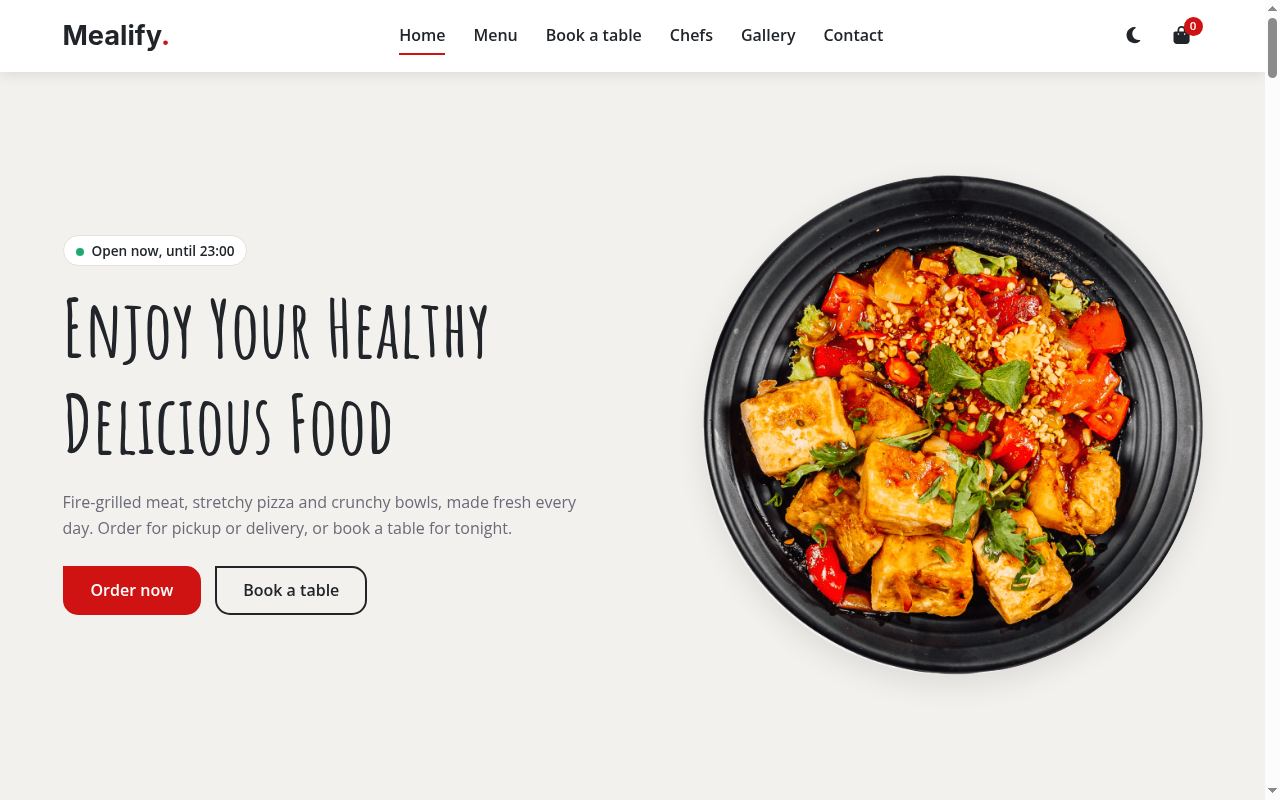 Mealify.
Home
Menu
Book a table
Chefs
Gallery
Contact
0
Open now, until 23:00
Enjoy Your Healthy
Delicious Food
Fire-grilled meat, stretchy pizza and crunchy bowls, made fresh every
day. Order for pickup or delivery, or book a table for tonight.
Order now
Book a table